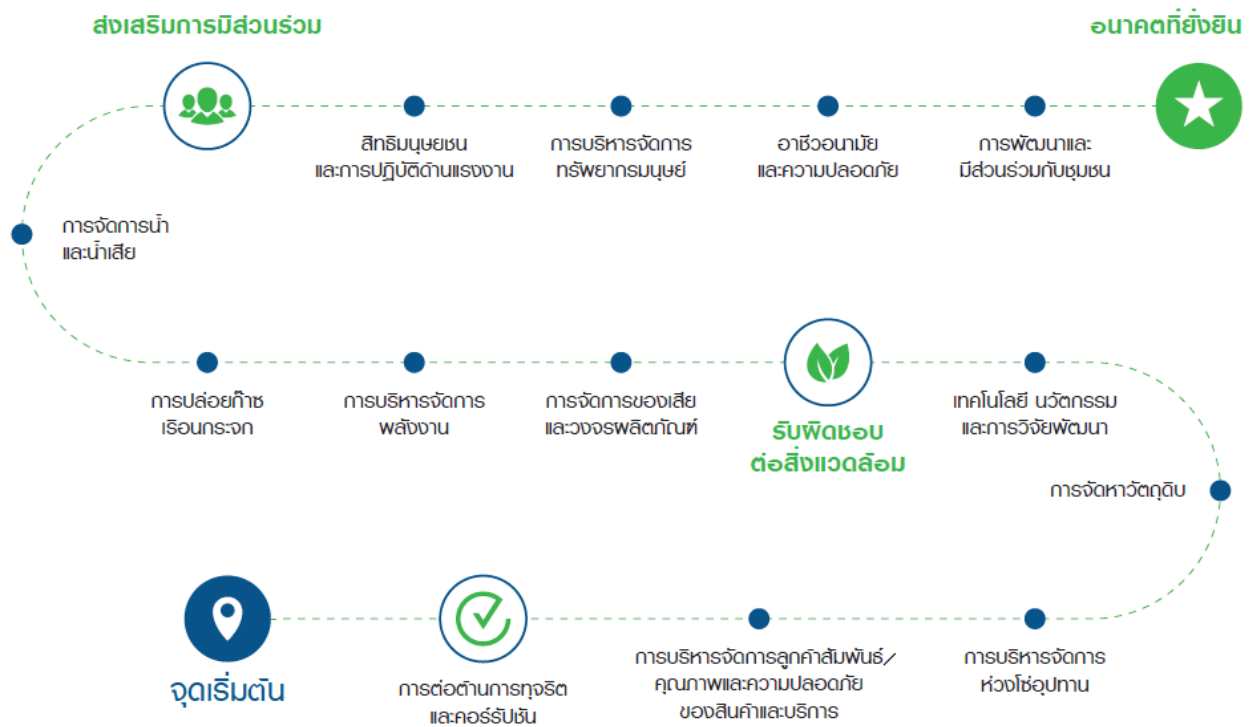 ส่งเสริมการมีส่วนร่วม
อนาคตที่ยั่งยืน
สิทธิมนุษยชน
และการปฏิบัติด้านแรงงาน
การบริหารจัดการ
ทรัพยากรมนุษย์
อาชีวอนามัย
และความปลอดภัย
การพัฒนาและ
มีส่วนร่วมกับชุมชน
การจัดการน้ำ
และน้ำเสีย
การปล่อยก๊าซ
เรือนกระจก
การบริหารจัดการ
พลังงาน
การจัดการของเสีย
และวงจรผลิตภัณฑ์
รับผิดชอบ
ต่อสิ่งแวดล้อม
เทคโนโลยี นวัตกรรม
และการวิจัยพัฒนา
การจัดหาวัตถุดิบ
จุดเริ่มต้น
การต่อต้านการทุจริต
และคอร์รัปชัน
การบริหารจัดการลูกค้าสัมพันธ์/
คุณภาพและความปลอดภัย
ของสินค้าและบริการ
การบริหารจัดการ
ห่วงโซ่อุปทาน